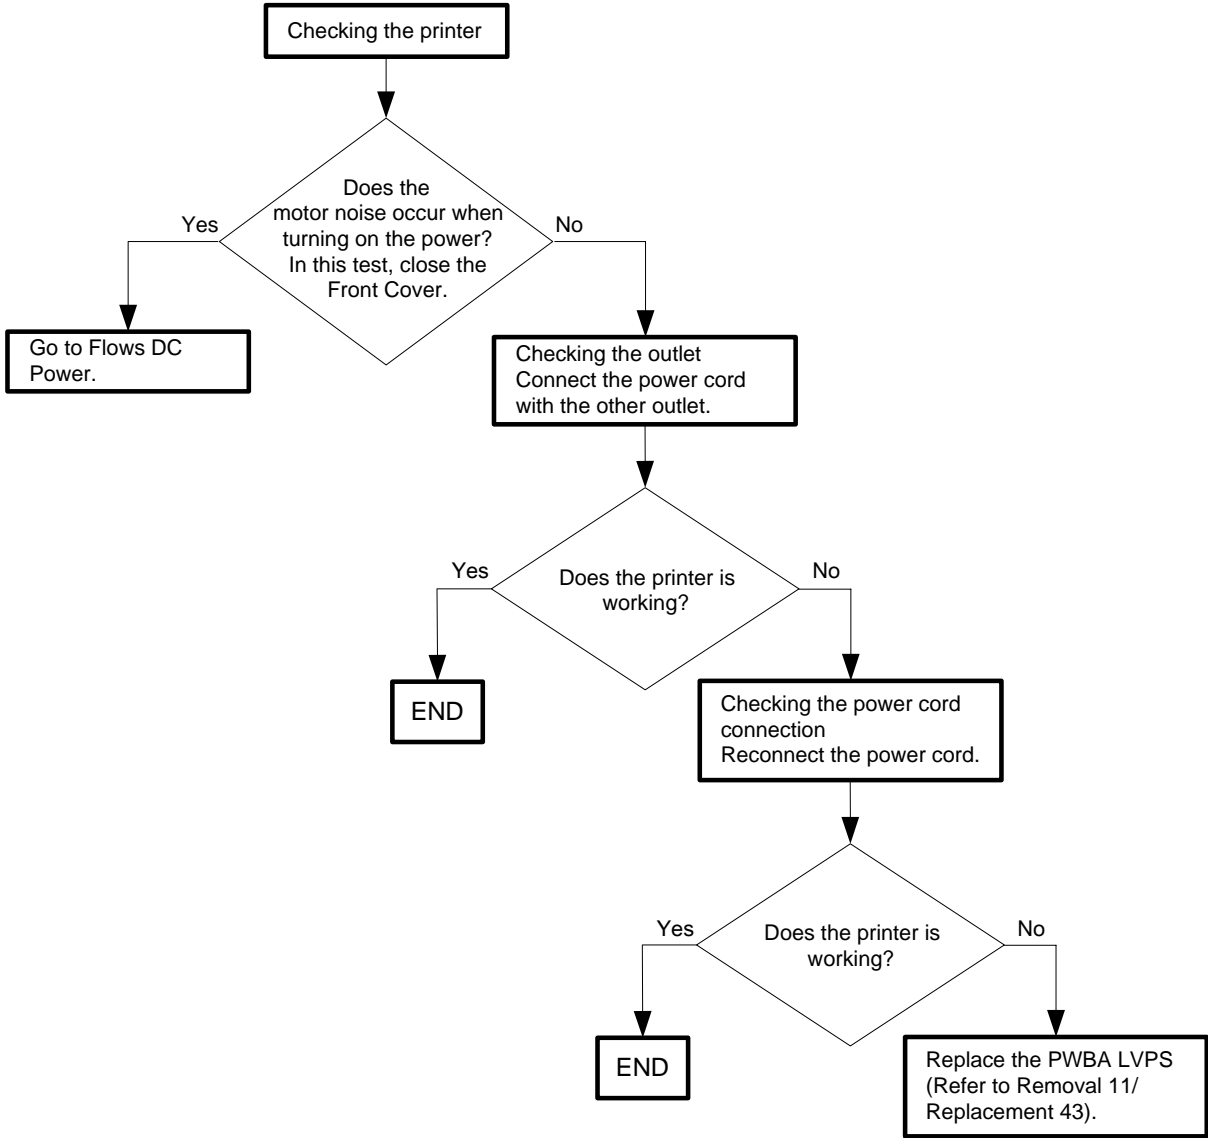 Checking the printer
Does the
motor noise occur when
turning on the power?
In this test, close the
Front Cover.
Yes
No
Go to Flows DC
Power.
Checking the outlet
Connect the power cord
with the other outlet.
Does the printer is
working?
Yes
No
END
Checking the power cord
connection
Reconnect the power cord.
Does the printer is
working?
Yes
No
END
Replace the PWBA LVPS
(Refer to Removal 11/
Replacement 43).